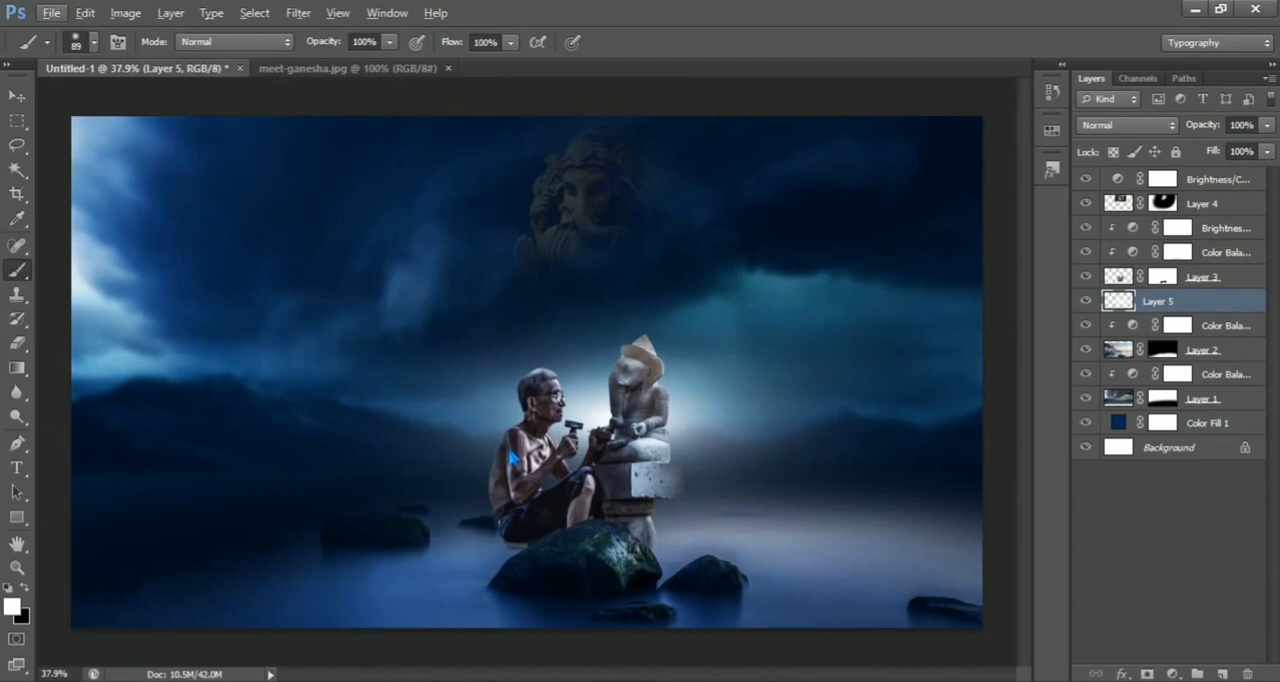 Ps File Edit Image Layer Type Select Filter View Window Help
89 Mode: Normal Opacity: 100% Flow: 100% Typography
Untitled-1 @ 37.9% (Layer 5, RGB/8) * × meet-ganesha.jpg @ 100% (RGB/8#) ×
Layers Channels Paths
Kind
Normal Opacity: 100%
Lock: Fill: 100%
Brightness/C...
Layer 4
Brightnes...
Color Bala...
Layer 3
Layer 5
Color Bala...
Layer 2
Color Bala...
Layer 1
Color Fill 1
Background
37.9% Doc: 10.5M/42.0M